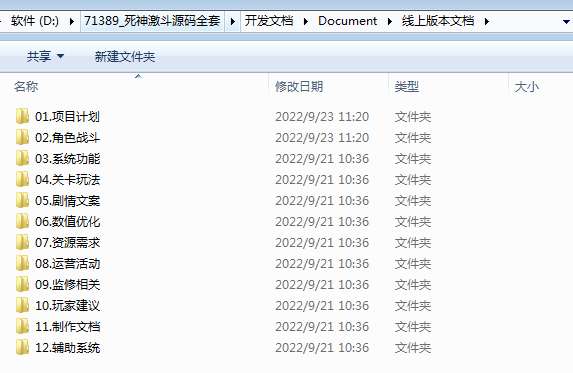 软件 (D:) ▸ 71389_死神激斗源码全套 ▸ 开发文档 ▸ Document ▸ 线上版本文档 ▸
共享 ▼ 新建文件夹
名称 修改日期 类型 大小
01.项目计划 2022/9/23 11:20 文件夹
02.角色战斗 2022/9/23 11:20 文件夹
03.系统功能 2022/9/21 10:36 文件夹
04.关卡玩法 2022/9/21 10:36 文件夹
05.剧情文案 2022/9/21 10:36 文件夹
06.数值优化 2022/9/21 10:36 文件夹
07.资源需求 2022/9/21 10:36 文件夹
08.运营活动 2022/9/21 10:36 文件夹
09.监修相关 2022/9/21 10:36 文件夹
10.玩家建议 2022/9/21 10:36 文件夹
11.制作文档 2022/9/21 10:36 文件夹
12.辅助系统 2022/9/21 10:36 文件夹